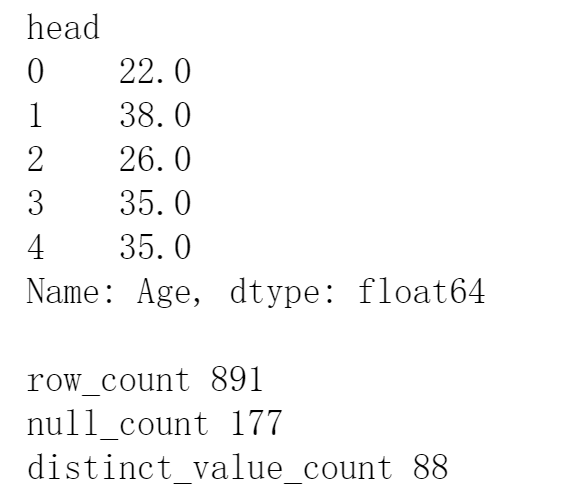 head
0    22.0
1    38.0
2    26.0
3    35.0
4    35.0
Name: Age, dtype: float64

row_count 891
null_count 177
distinct_value_count 88